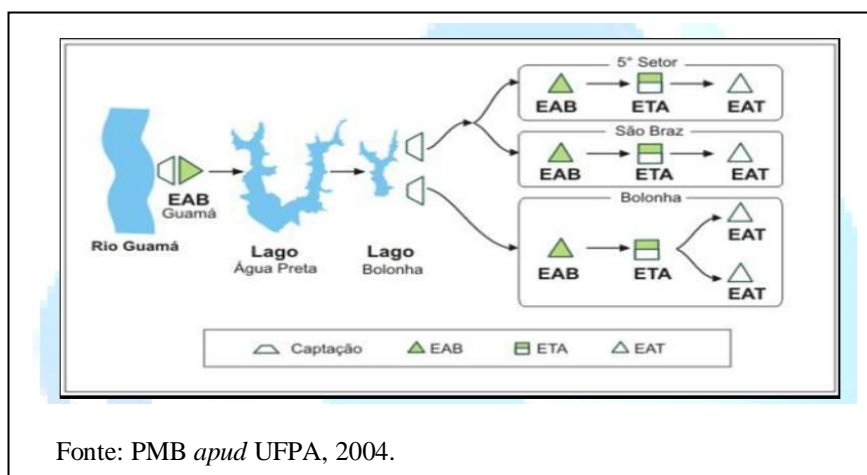 5° Setor
EAB ETA EAT
São Braz
EAB ETA EAT
Bolonha
EAT
EAB ETA
EAT
EAB
Guamá
Rio Guamá
Lago
Água Preta
Lago
Bolonha
Captação EAB ETA EAT
Fonte: PMB apud UFPA, 2004.